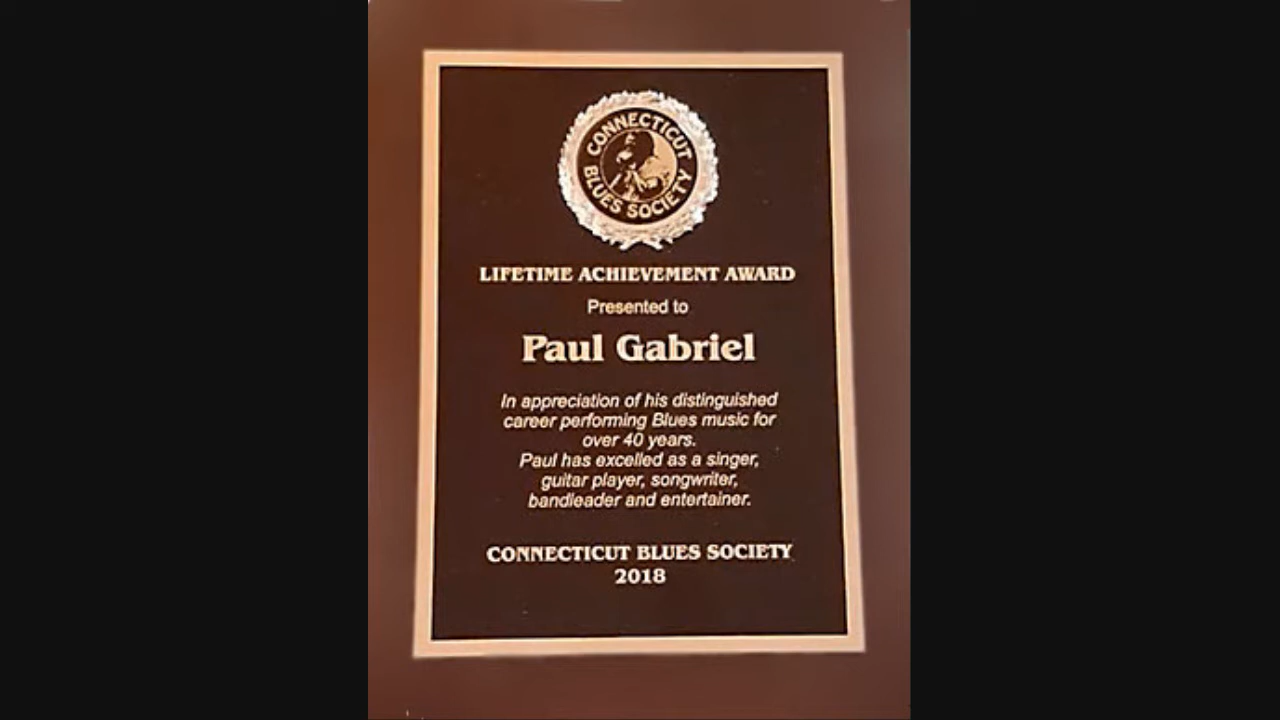 CONNECTICUT
BLUES SOCIETY
LIFETIME ACHIEVEMENT AWARD
Presented to
Paul Gabriel
In appreciation of his distinguished
career performing Blues music for
over 40 years.
Paul has excelled as a singer,
guitar player, songwriter,
bandleader and entertainer.
CONNECTICUT BLUES SOCIETY
2018